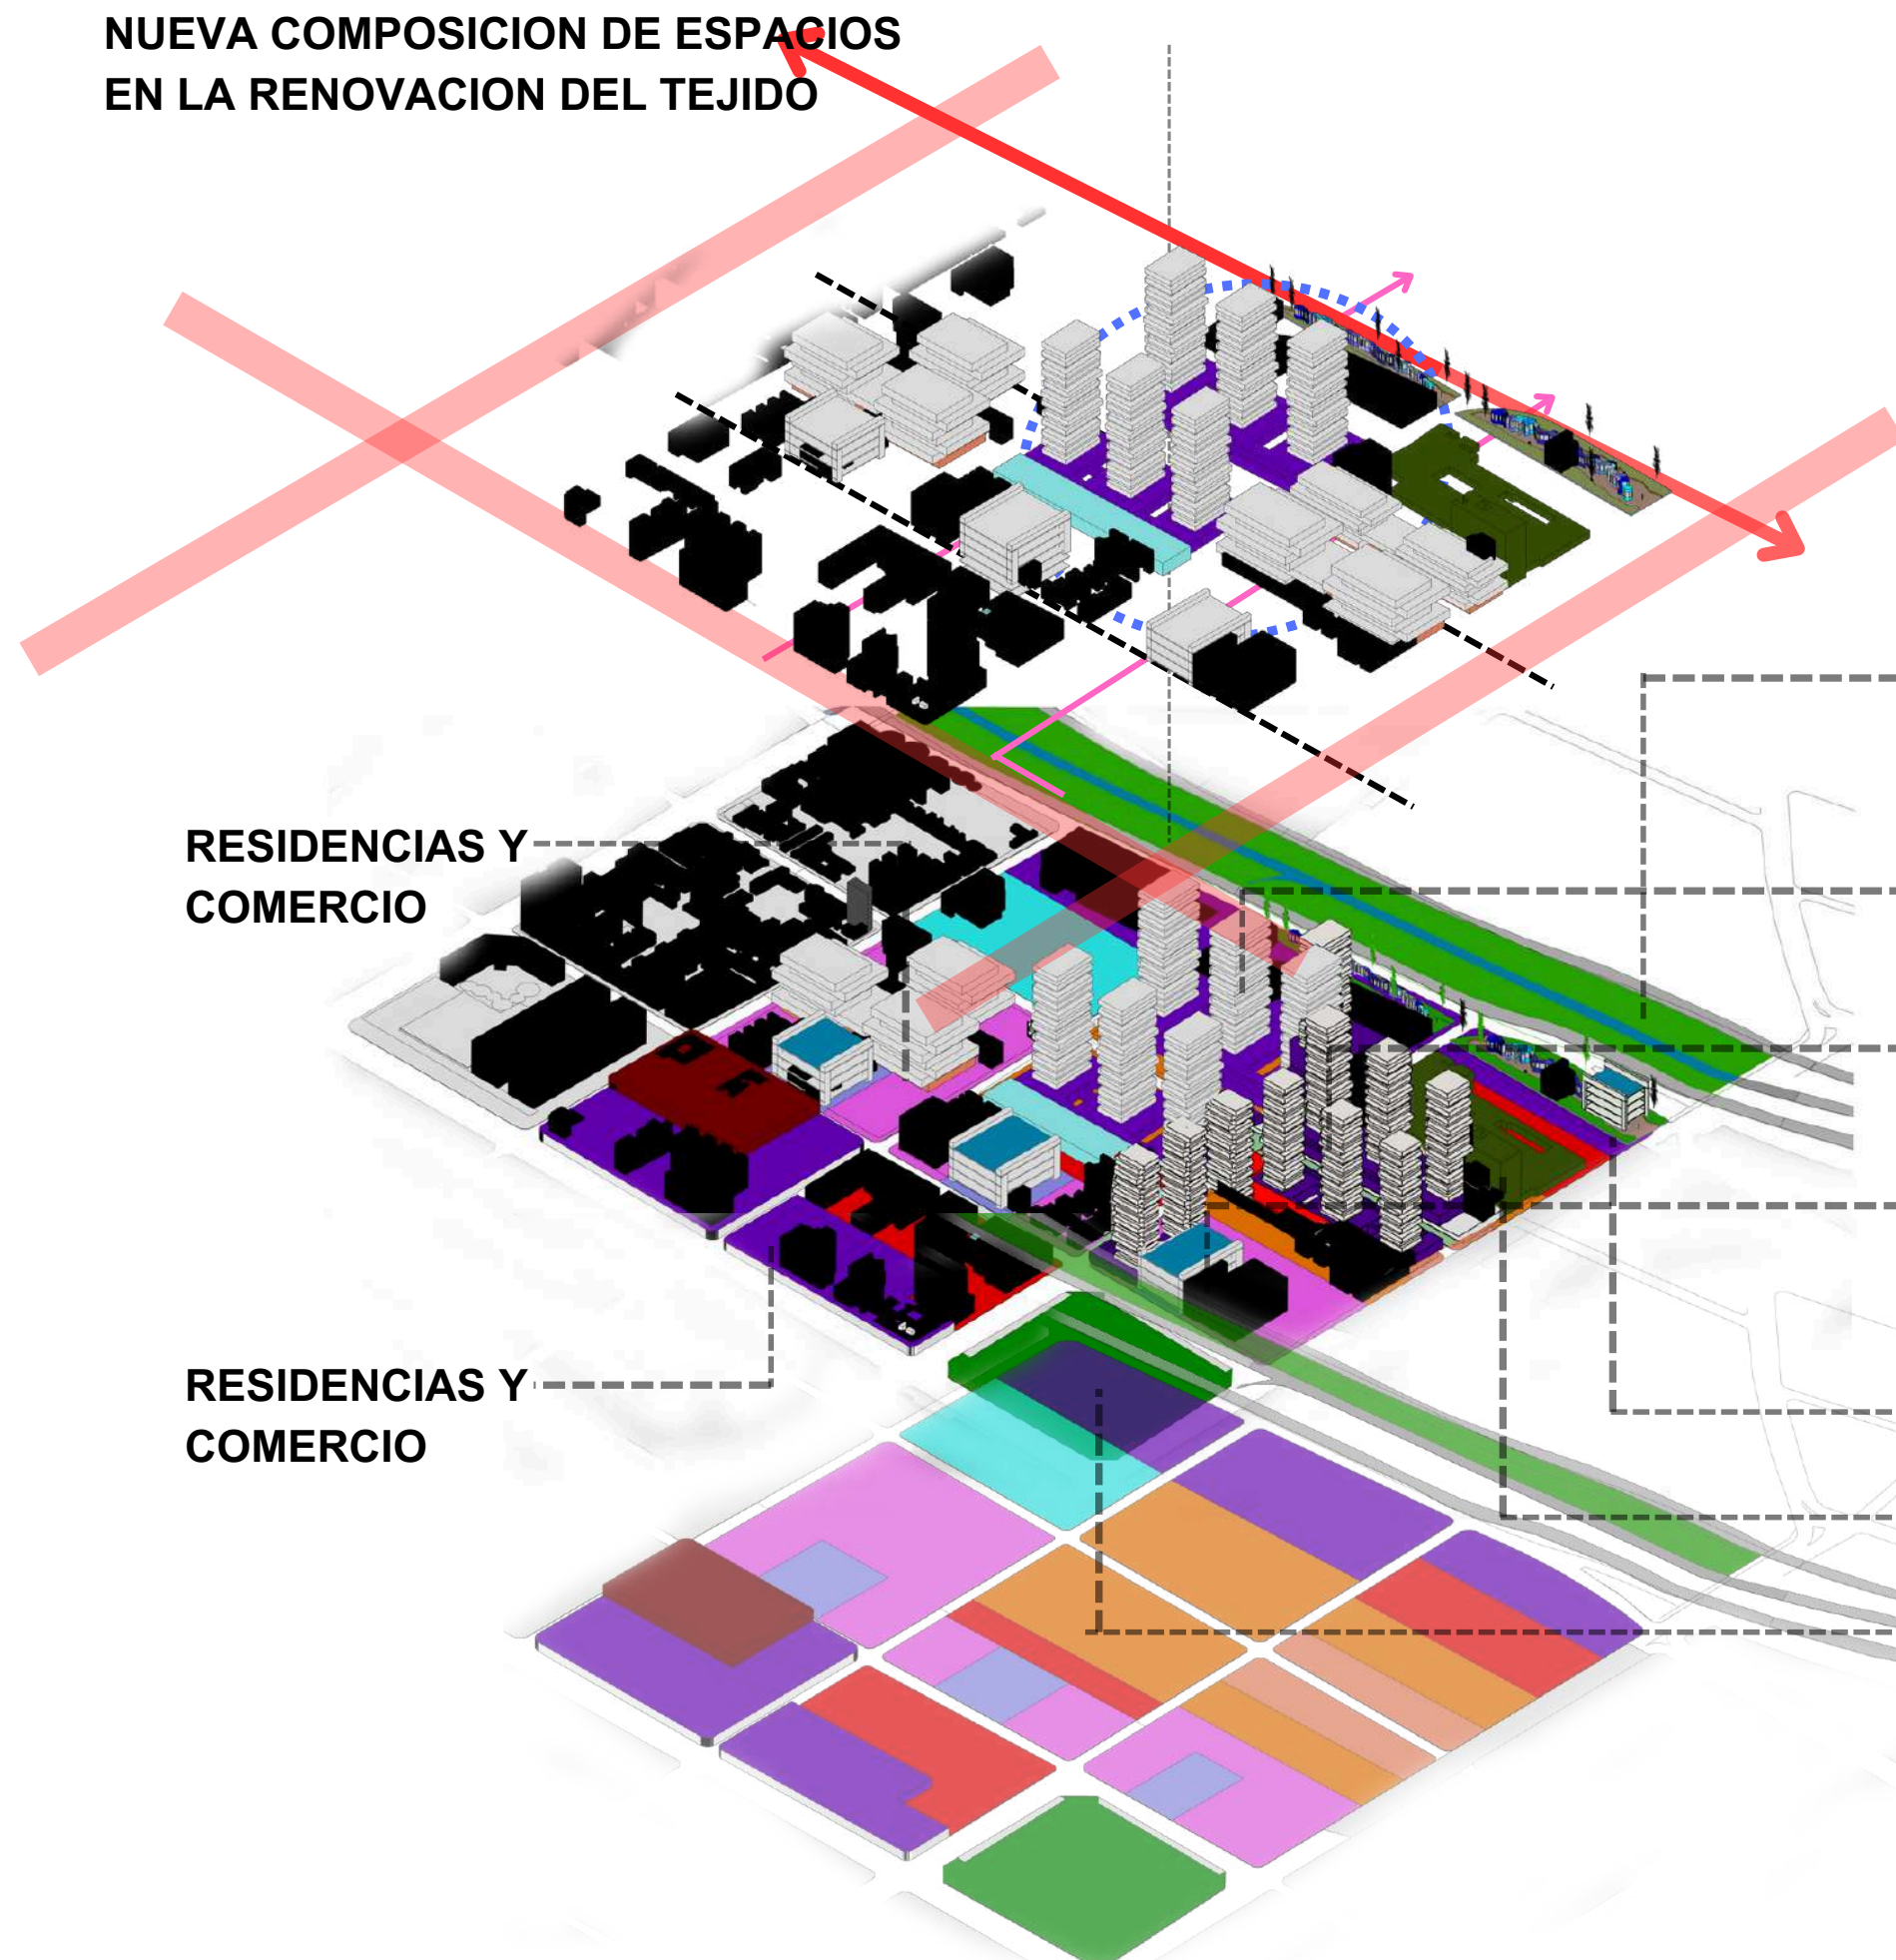 NUEVA COMPOSICION DE ESPACIOS
EN LA RENOVACION DEL TEJIDO
RESIDENCIAS Y
COMERCIO
RESIDENCIAS Y
COMERCIO